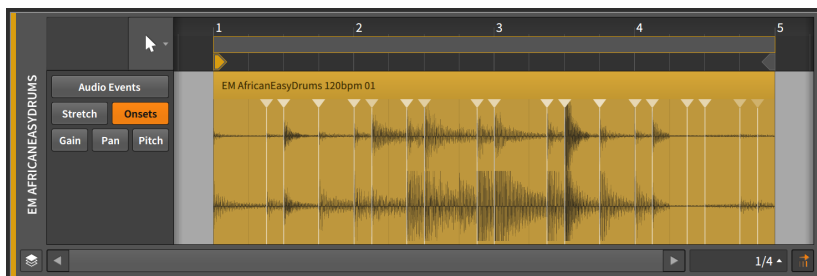 1 2 3 4 5
EM AFRICANEASYDRUMS
Audio Events
Stretch Onsets
Gain Pan Pitch
EM AfricanEasyDrums 120bpm 01
1/4